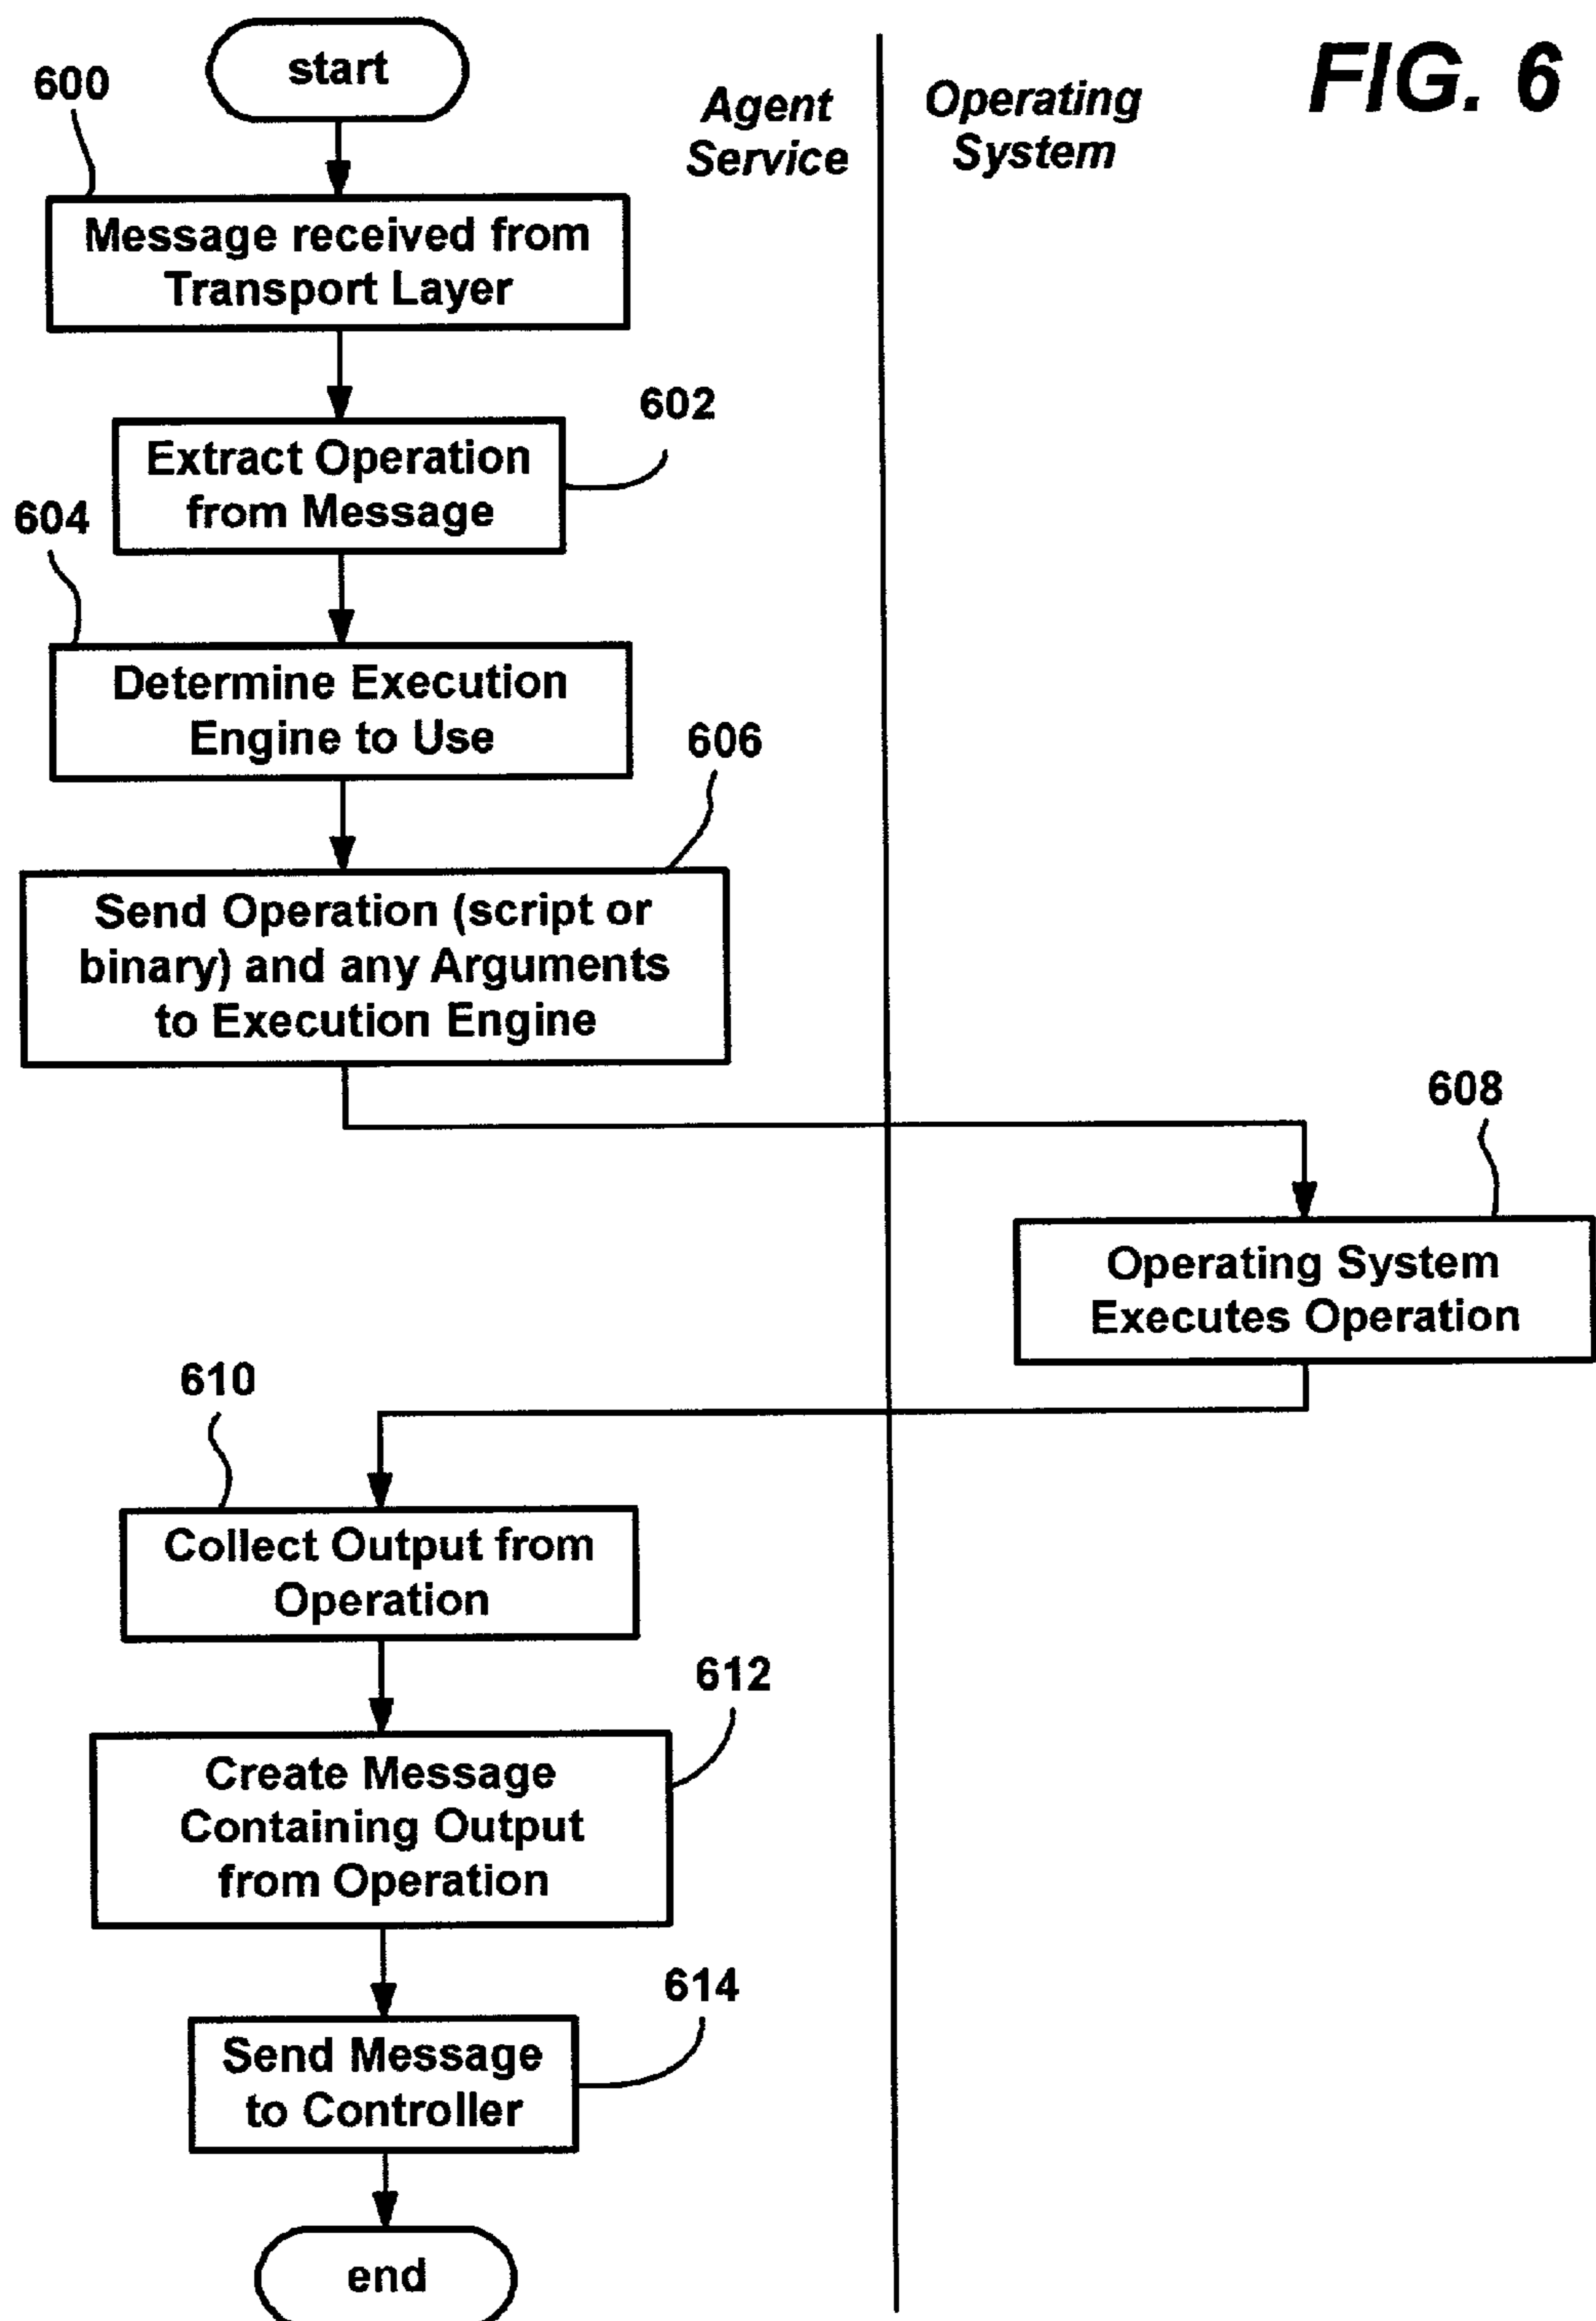 FIG. 6
start
600
Agent
Service
Operating
System
Message received from
Transport Layer
602
Extract Operation
from Message
604
Determine Execution
Engine to Use
606
Send Operation (script or
binary) and any Arguments
to Execution Engine
608
Operating System
Executes Operation
610
Collect Output from
Operation
612
Create Message
Containing Output
from Operation
614
Send Message
to Controller
end